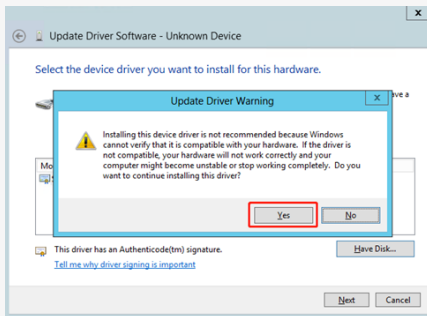 x
Update Driver Software - Unknown Device
Select the device driver you want to install for this hardware.
ve a
Update Driver Warning
x
Installing this device driver is not recommended because Windows
cannot verify that it is compatible with your hardware. If the driver is
not compatible, your hardware will not work correctly and your
computer might become unstable or stop working completely. Do you
want to continue installing this driver?
Mo
Yes
No
This driver has an Authenticode(tm) signature.
Have Disk...
Tell me why driver signing is important
Next
Cancel